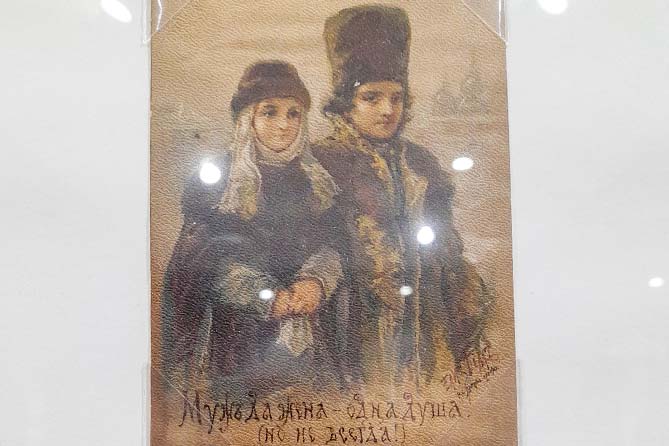 Мужъ да жена - одна душа.
(но не всегда!)